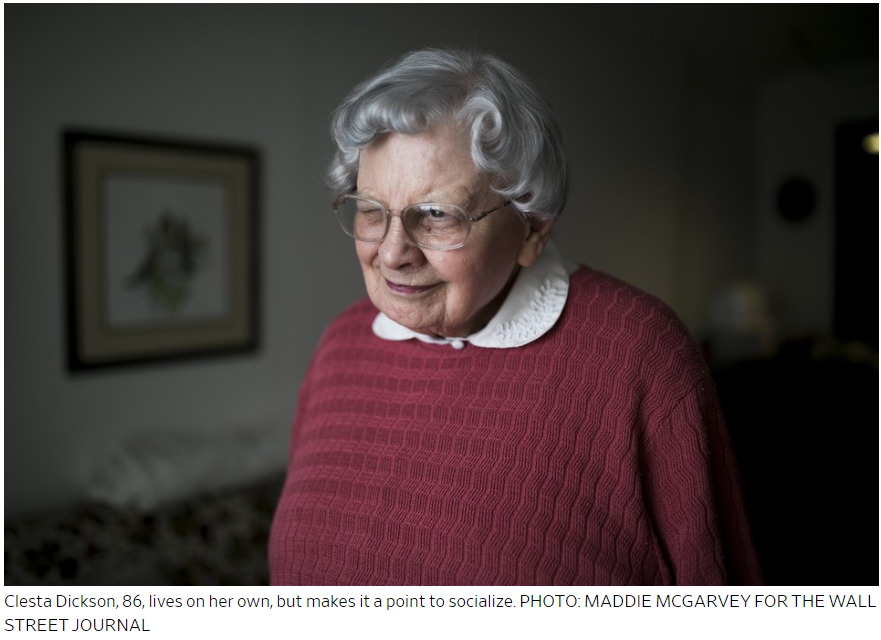 Clesta Dickson, 86, lives on her own, but makes it a point to socialize. PHOTO: MADDIE MCGARVEY FOR THE WALL
STREET JOURNAL